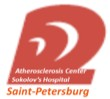 Atherosclerosis Center
Sokolov's Hospital
Saint-Petersburg